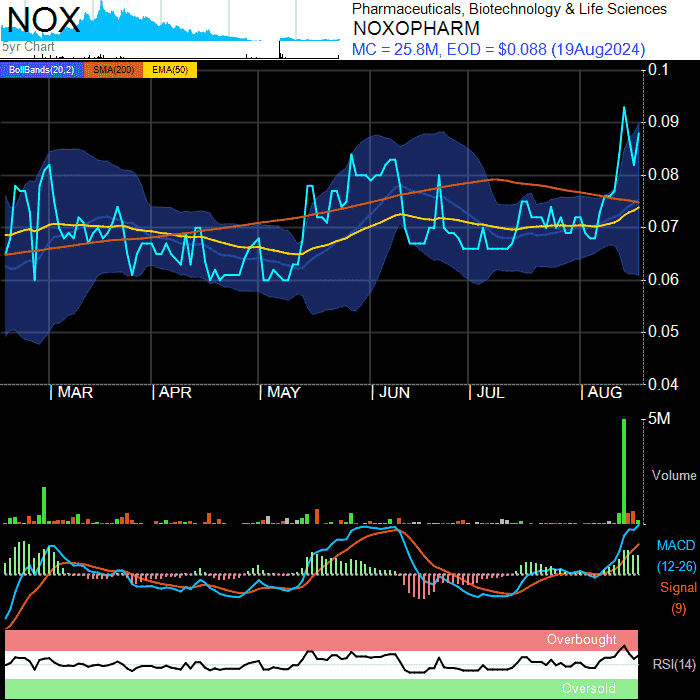 NOX
5yr Chart
Pharmaceuticals, Biotechnology & Life Sciences
NOXOPHARM
MC = 25.8M, EOD = $0.088 (19Aug2024)
BollBands(20,2) SMA(200) EMA(50)
0.1
0.09
0.08
0.07
0.06
0.05
0.04
MAR APR MAY JUN JUL AUG
5M
Volume
MACD
(12-26)
Signal
(9)
Overbought
RSI(14)
Oversold